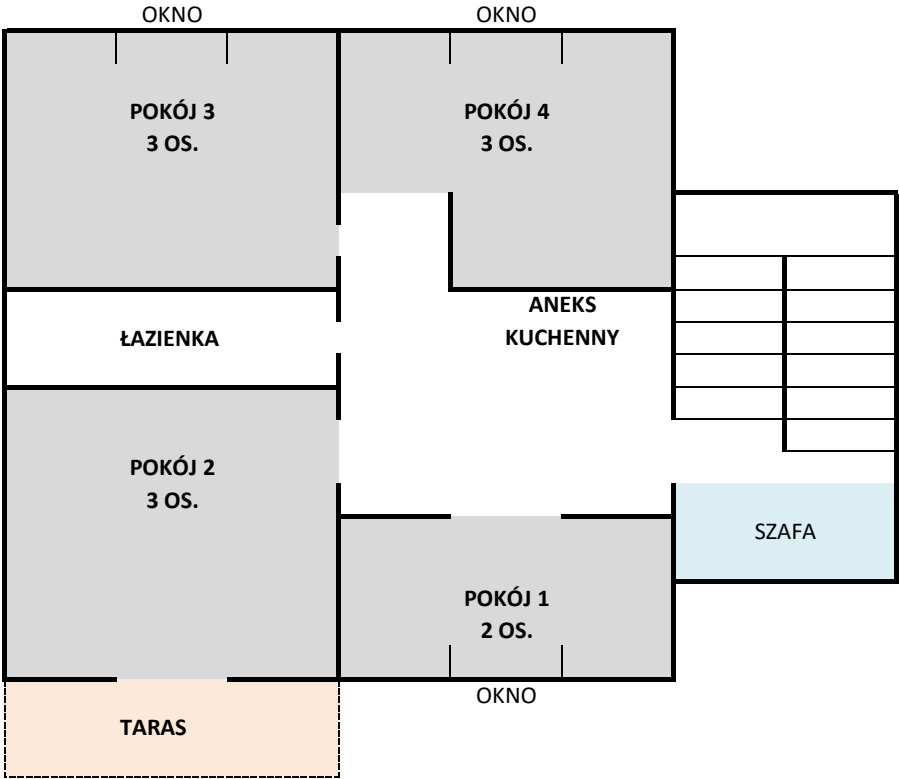 OKNO
OKNO
POKÓJ 3
3 OS.
POKÓJ 4
3 OS.
ANEKS
KUCHENNY
ŁAZIENKA
POKÓJ 2
3 OS.
SZAFA
POKÓJ 1
2 OS.
OKNO
TARAS